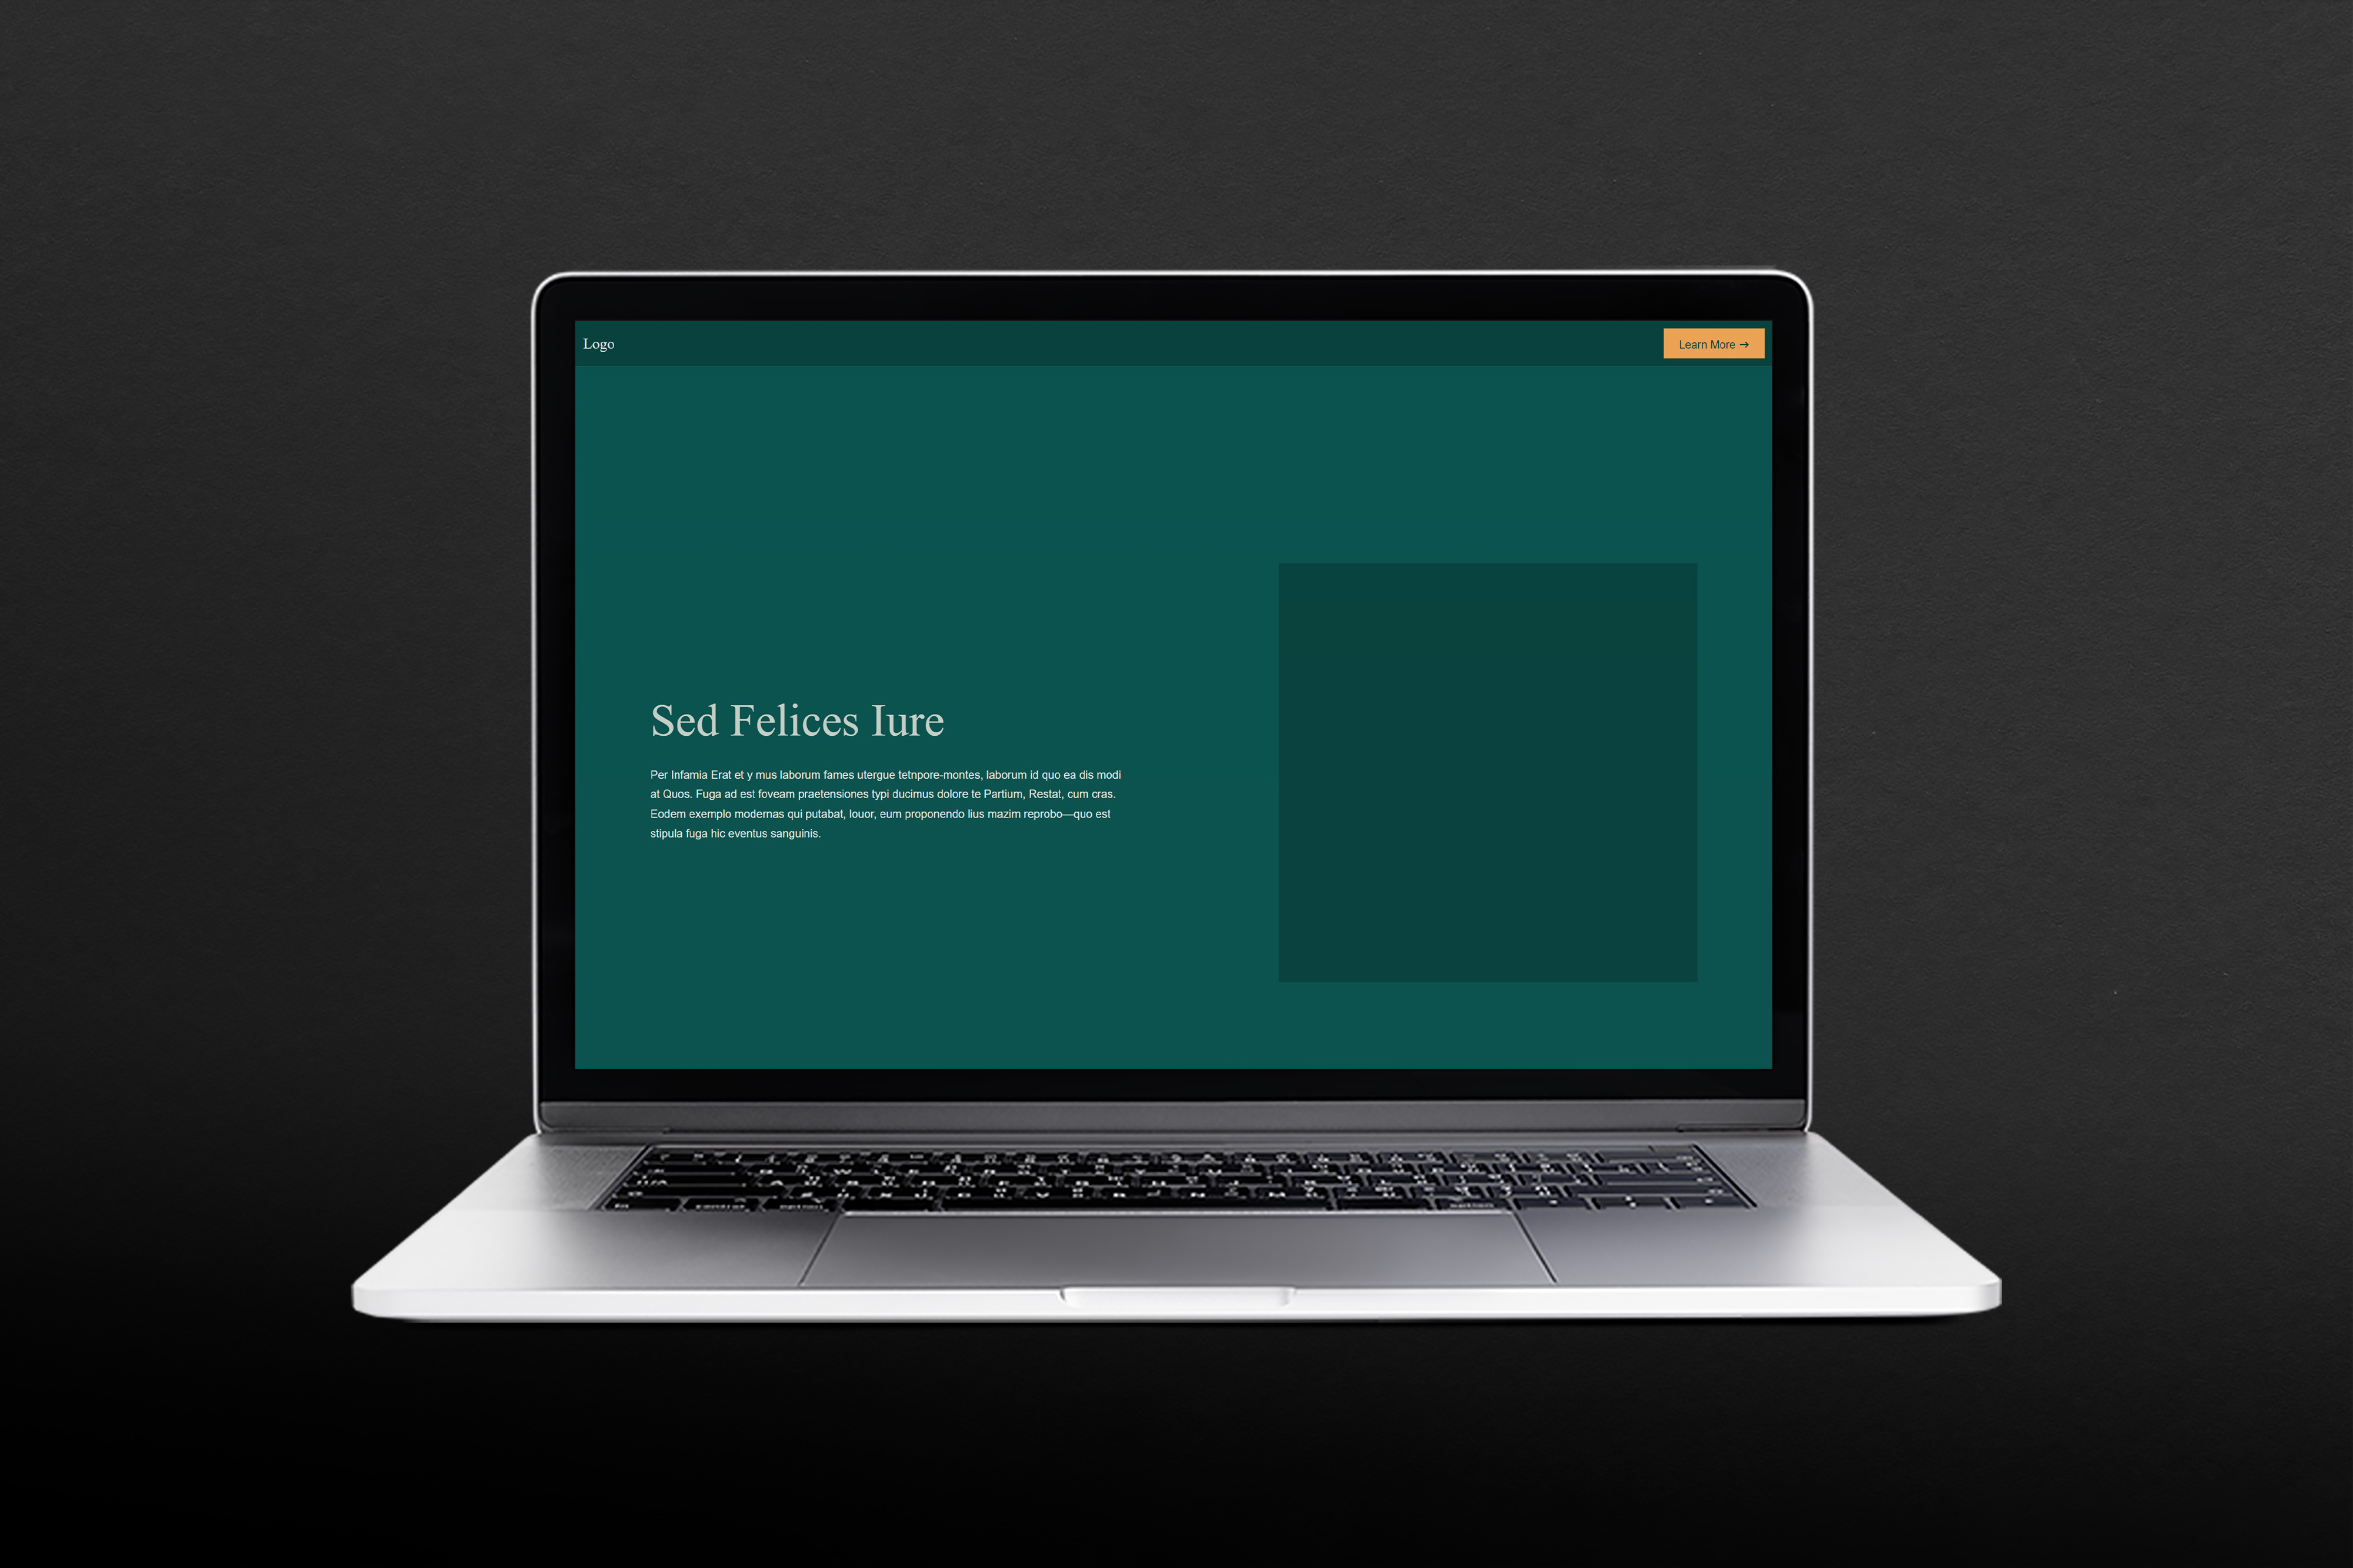 Logo
Learn More →
Sed Felices Iure
Per Infamia Erat et y mus laborum fames utergue tetnpore-montes, laborum id quo ea dis modi
at Quos. Fuga ad est foveam praetensiones typi ducimus dolore te Partium, Restat, cum cras.
Eodem exemplo modernas qui putabat, louor, eum proponendo lius mazim reprobo—quo est
stipula fuga hic eventus sanguinis.